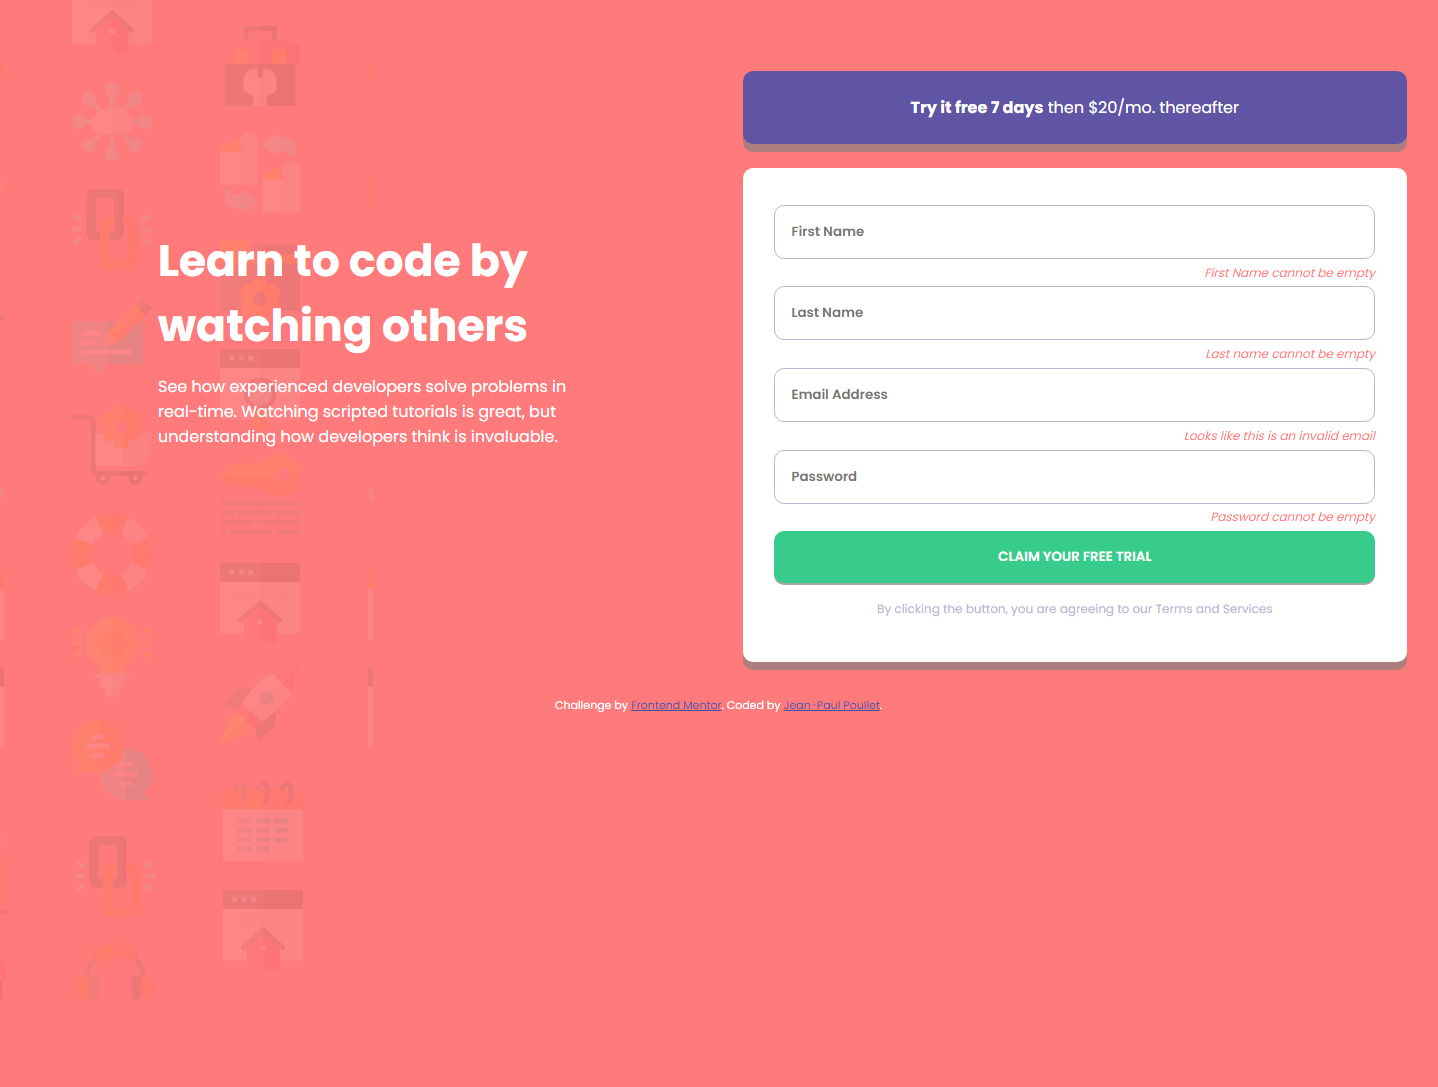 Learn to code by
watching others
See how experienced developers solve problems in
real-time. Watching scripted tutorials is great, but
understanding how developers think is invaluable.
Try it free 7 days then $20/mo. thereafter
First Name
First Name cannot be empty
Last Name
Last name cannot be empty
Email Address
Looks like this is an invalid email
Password
Password cannot be empty
CLAIM YOUR FREE TRIAL
By clicking the button, you are agreeing to our Terms and Services
Challenge by Frontend Mentor. Coded by Jean-Paul Poullet.